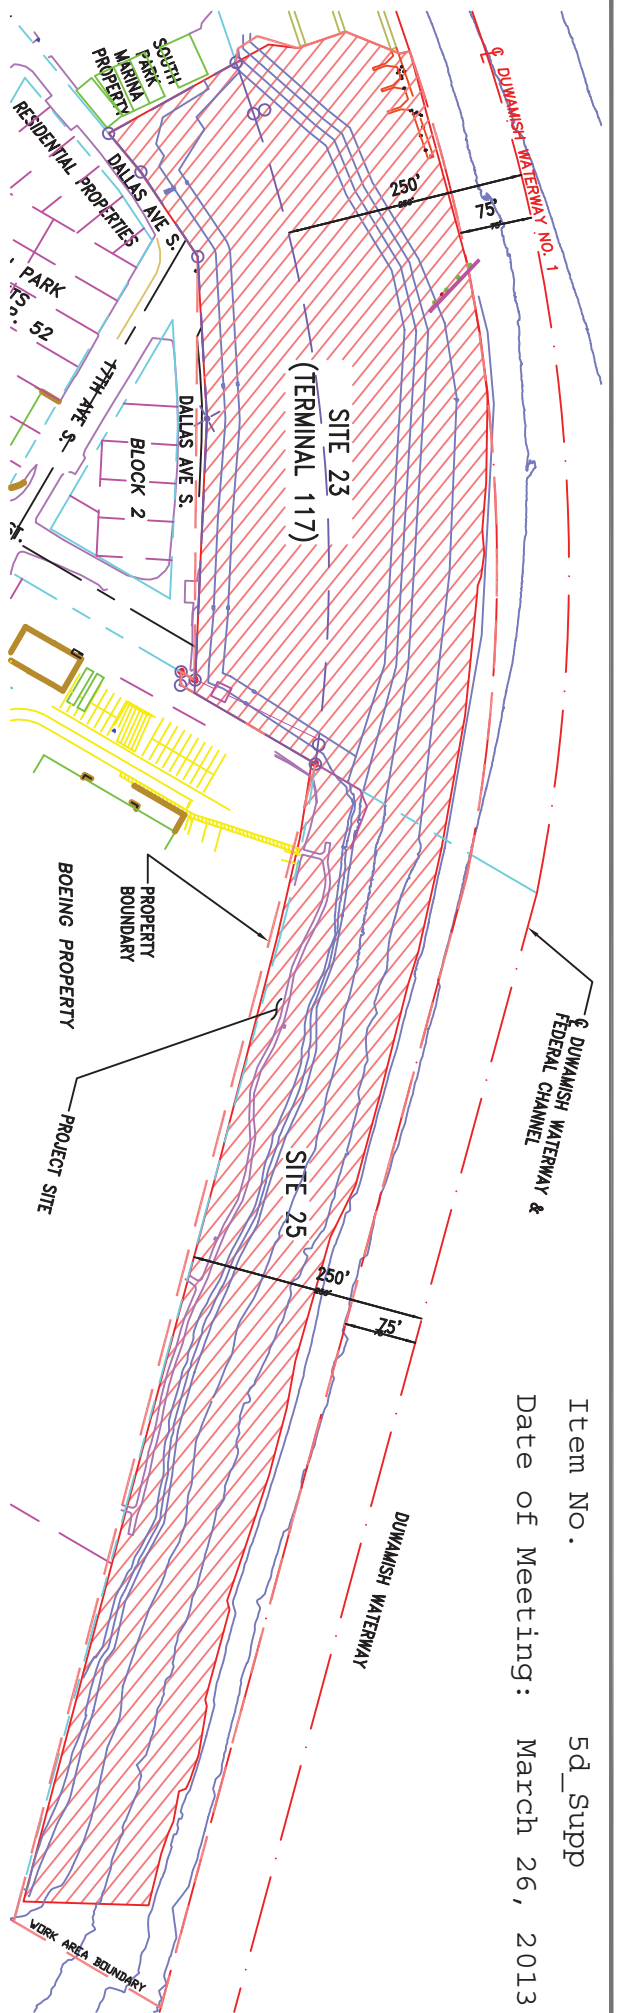 Item No. 5d_Supp
Date of Meeting: March 26, 2013
℄ DUWAMISH WATERWAY NO. 1
75'
250'
SOUTH
PARK
MARINA
PROPERTY
RESIDENTIAL PROPERTIES
DALLAS AVE S.
PARK
52
17TH AVE S.
DALLAS AVE S.
BLOCK 2
ST.
SITE 23
(TERMINAL 117)
℄ DUWAMISH WATERWAY &
FEDERAL CHANNEL
PROPERTY
BOUNDARY
BOEING PROPERTY
PROJECT SITE
SITE 25
250'
75'
DUWAMISH WATERWAY
WORK AREA BOUNDARY